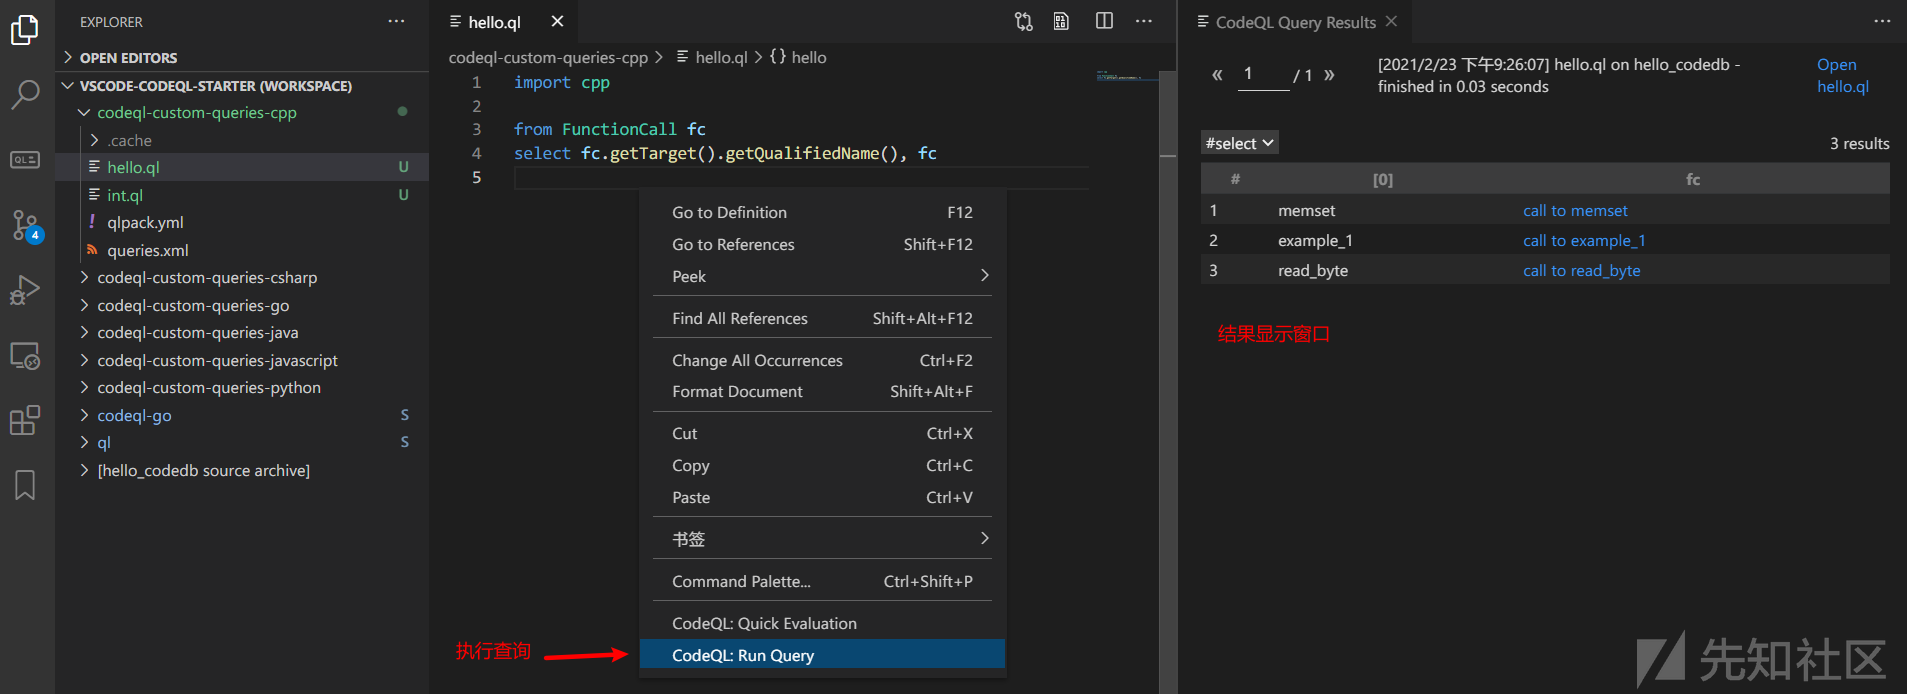 EXPLORER
OPEN EDITORS
VSCODE-CODEQL-STARTER (WORKSPACE)
codeql-custom-queries-cpp
.cache
hello.ql U
int.ql U
! qlpack.yml
queries.xml
codeql-custom-queries-csharp
codeql-custom-queries-go
codeql-custom-queries-java
codeql-custom-queries-javascript
codeql-custom-queries-python
codeql-go S
ql S
[hello_codedb source archive]
QL
4
hello.ql
codeql-custom-queries-cpp > hello.ql > {} hello
1 import cpp
2
3 from FunctionCall fc
4 select fc.getTarget().getQualifiedName(), fc
5
Go to Definition F12
Go to References Shift+F12
Peek
Find All References Shift+Alt+F12
Change All Occurrences Ctrl+F2
Format Document Shift+Alt+F
Cut Ctrl+X
Copy Ctrl+C
Paste Ctrl+V
书签
Command Palette... Ctrl+Shift+P
CodeQL: Quick Evaluation
CodeQL: Run Query
执行查询
CodeQL Query Results
« 1 / 1 »
[2021/2/23 下午9:26:07] hello.ql on hello_codedb -
finished in 0.03 seconds
Open
hello.ql
#select
3 results
# [0] fc
1 memset call to memset
2 example_1 call to example_1
3 read_byte call to read_byte
结果显示窗口
先知社区